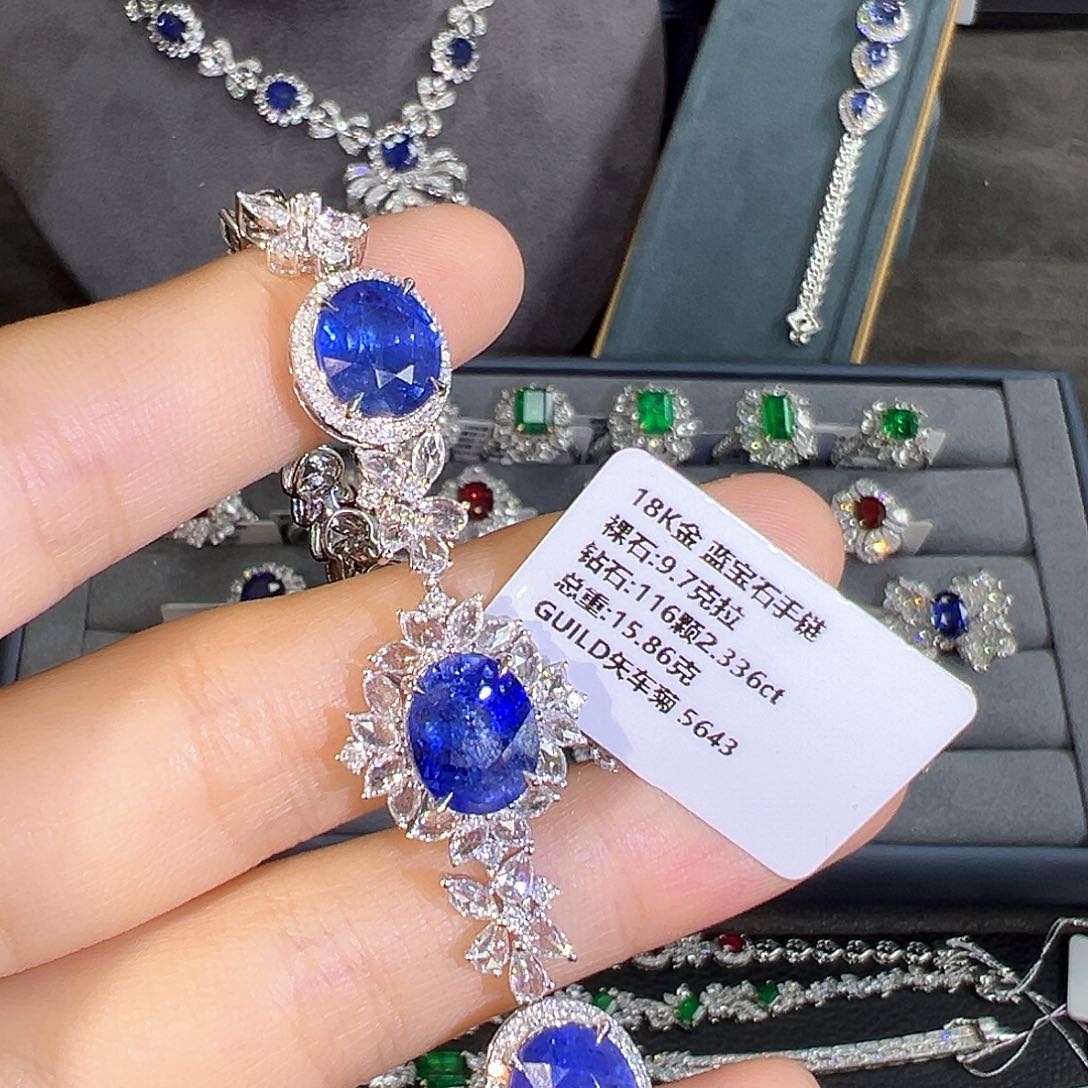 18K金 蓝宝石手链
裸石:9.7克拉
钻石:116颗2.336ct
总重:15.86克
GUILD矢车菊 5643